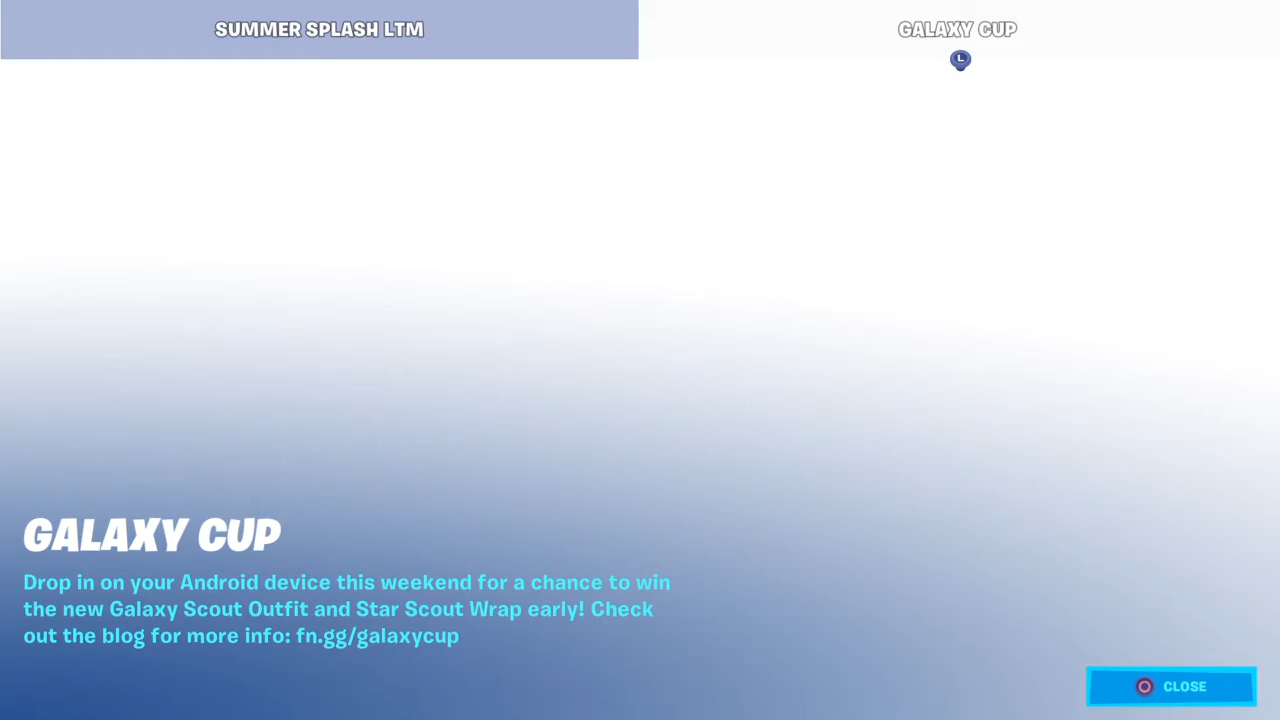 SUMMER SPLASH LTM
GALAXY CUP
L
GALAXY CUP
Drop in on your Android device this weekend for a chance to win
the new Galaxy Scout Outfit and Star Scout Wrap early! Check
out the blog for more info: fn.gg/galaxycup
CLOSE